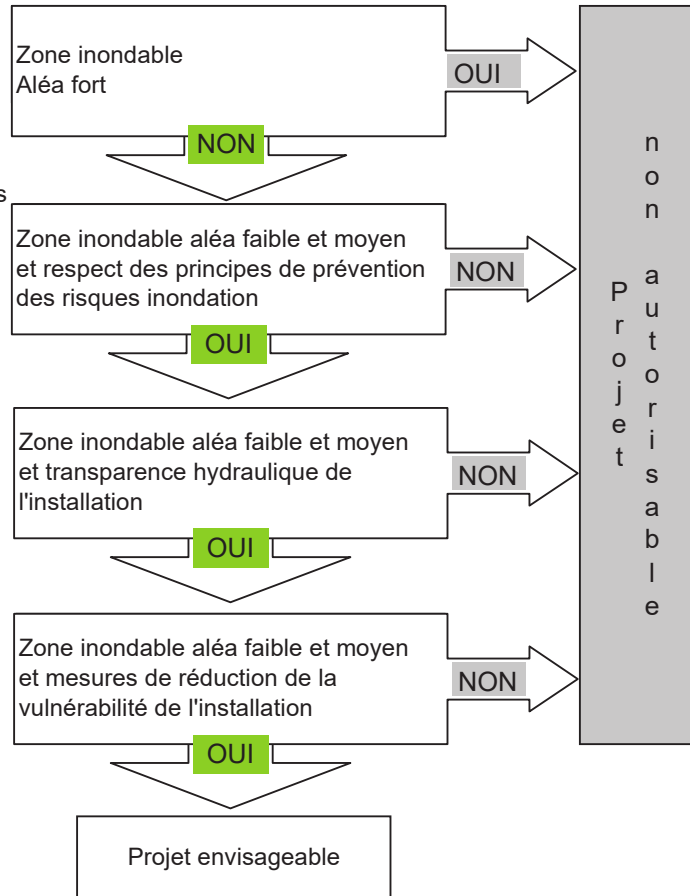 Zone inondable
Aléa fort
OUI
NON
s
Zone inondable aléa faible et moyen
et respect des principes de prévention
des risques inondation
NON
OUI
Zone inondable aléa faible et moyen
et transparence hydraulique de
l'installation
NON
OUI
Zone inondable aléa faible et moyen
et mesures de réduction de la
vulnérabilité de l'installation
NON
OUI
Projet envisageable
Projet
non autorisable